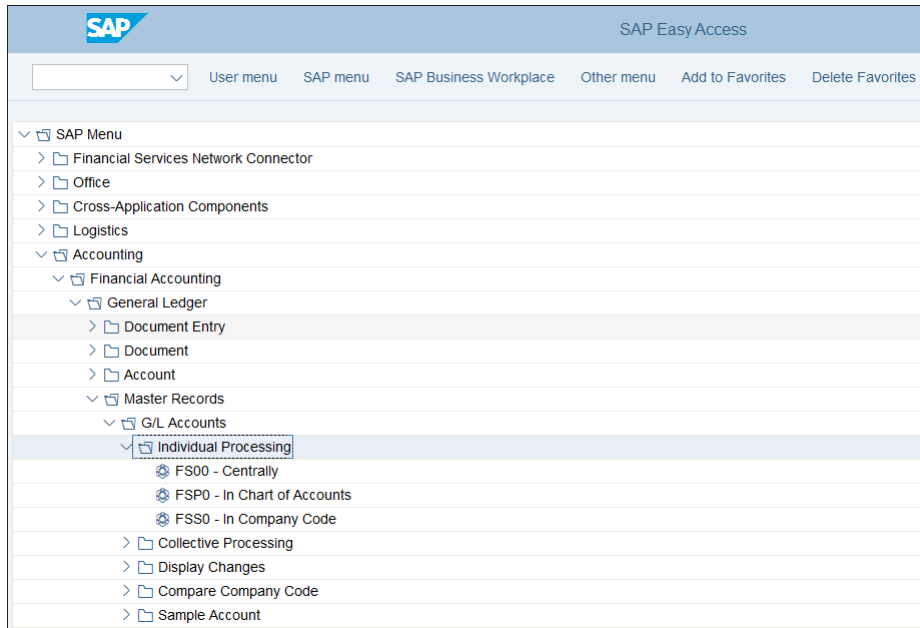 SAP
SAP Easy Access
User menu SAP menu SAP Business Workplace Other menu Add to Favorites Delete Favorites
SAP Menu
Financial Services Network Connector
Office
Cross-Application Components
Logistics
Accounting
Financial Accounting
General Ledger
Document Entry
Document
Account
Master Records
G/L Accounts
Individual Processing
FS00 - Centrally
FSP0 - In Chart of Accounts
FSS0 - In Company Code
Collective Processing
Display Changes
Compare Company Code
Sample Account